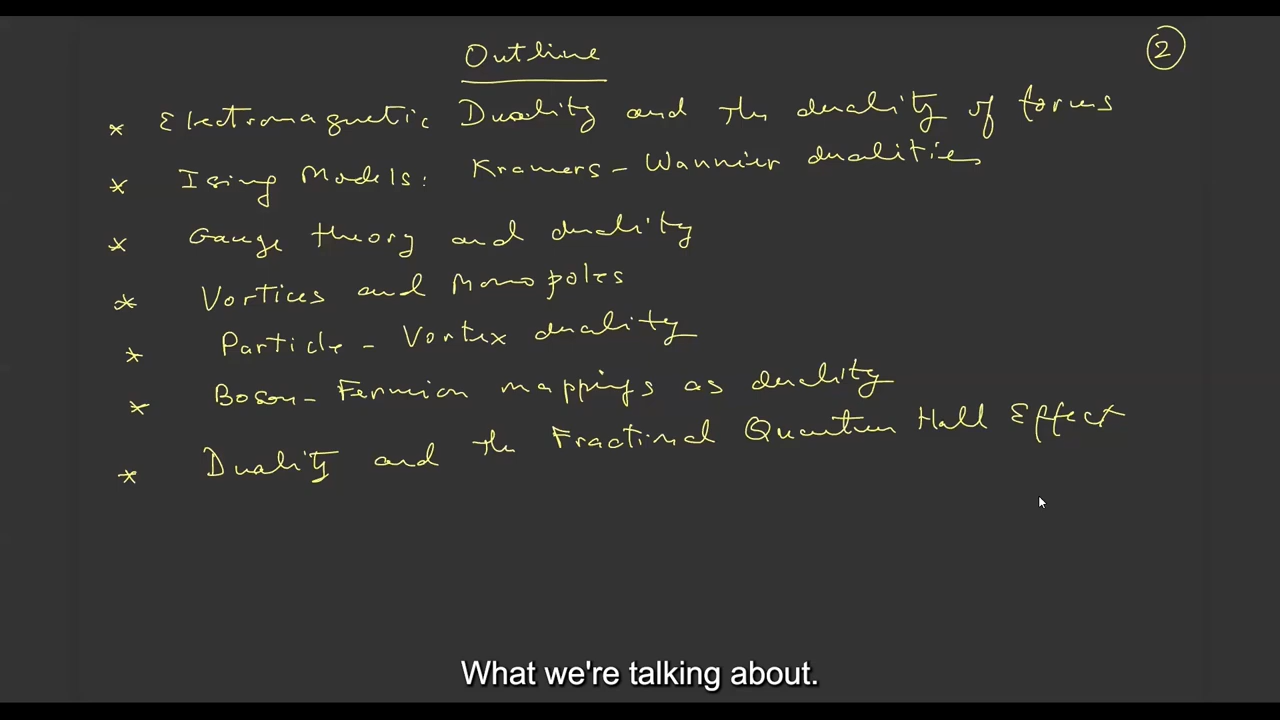 Outline
2
* Electromagnetic Duality and the duality of forms
* Ising Models: Kramers - Wannier dualities
* Gauge theory and duality
* Vortices and Monopoles
* Particle - Vortex duality
* Boson - Fermion mappings as duality
* Duality and the Fractional Quantum Hall Effect
What we're talking about.